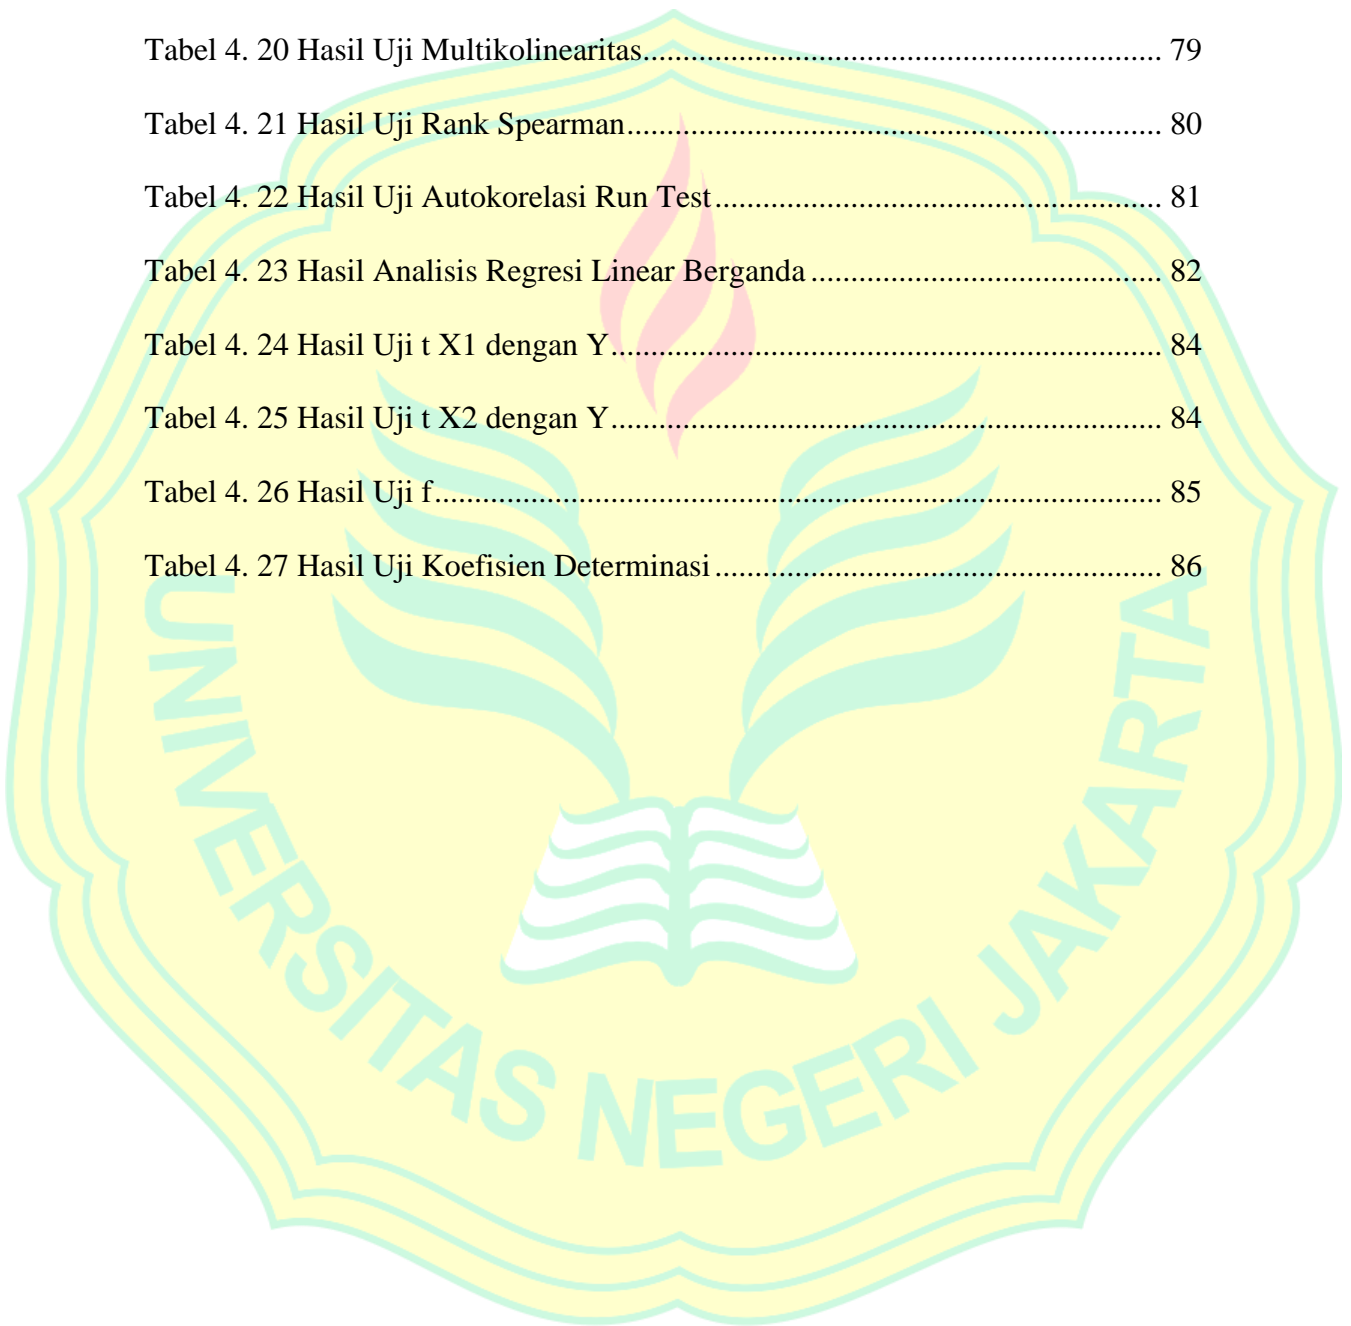 Tabel 4. 20 Hasil Uji Multikolinearitas................................................................. 79
Tabel 4. 21 Hasil Uji Rank Spearman................................................................... 80
Tabel 4. 22 Hasil Uji Autokorelasi Run Test........................................................ 81
Tabel 4. 23 Hasil Analisis Regresi Linear Berganda............................................ 82
Tabel 4. 24 Hasil Uji t X1 dengan Y..................................................................... 84
Tabel 4. 25 Hasil Uji t X2 dengan Y..................................................................... 84
Tabel 4. 26 Hasil Uji f........................................................................................... 85
Tabel 4. 27 Hasil Uji Koefisien Determinasi........................................................ 86
UNIVERSITAS NEGERI JAKARTA